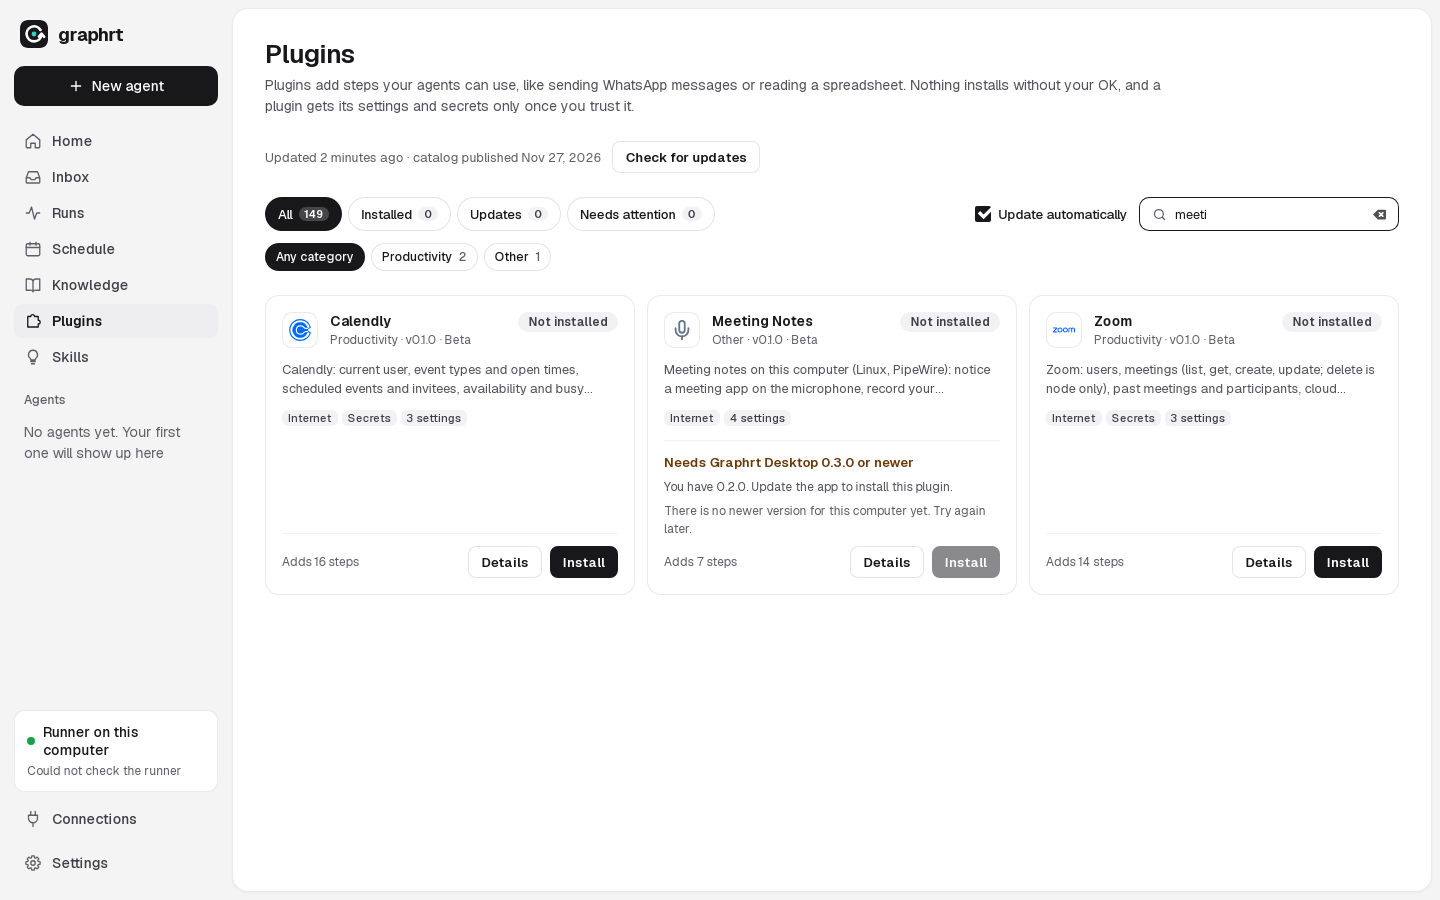 graphrt
New agent
Home
Inbox
Runs
Schedule
Knowledge
Plugins
Skills
Agents
No agents yet. Your first
one will show up here
Runner on this
computer
Could not check the runner
Connections
Settings
Plugins
Plugins add steps your agents can use, like sending WhatsApp messages or reading a spreadsheet. Nothing installs without your OK, and a
plugin gets its settings and secrets only once you trust it.
Updated 2 minutes ago · catalog published Nov 27, 2026
Check for updates
All 149
Installed 0
Updates 0
Needs attention 0
Update automatically
meeti
Any category
Productivity 2
Other 1
Calendly
Not installed
Productivity · v0.1.0 · Beta
Calendly: current user, event types and open times,
scheduled events and invitees, availability and busy...
Internet Secrets 3 settings
Adds 16 steps
Details
Install
Meeting Notes
Not installed
Other · v0.1.0 · Beta
Meeting notes on this computer (Linux, PipeWire): notice
a meeting app on the microphone, record your...
Internet 4 settings
Needs Graphrt Desktop 0.3.0 or newer
You have 0.2.0. Update the app to install this plugin.
There is no newer version for this computer yet. Try again
later.
Adds 7 steps
Details
Install
zoom
Zoom
Not installed
Productivity · v0.1.0 · Beta
Zoom: users, meetings (list, get, create, update; delete is
node only), past meetings and participants, cloud...
Internet Secrets 3 settings
Adds 14 steps
Details
Install